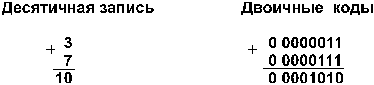 Десятичная запись Двоичные коды
3 0 0000011
+ +
7 0 0000111
10 0 0001010